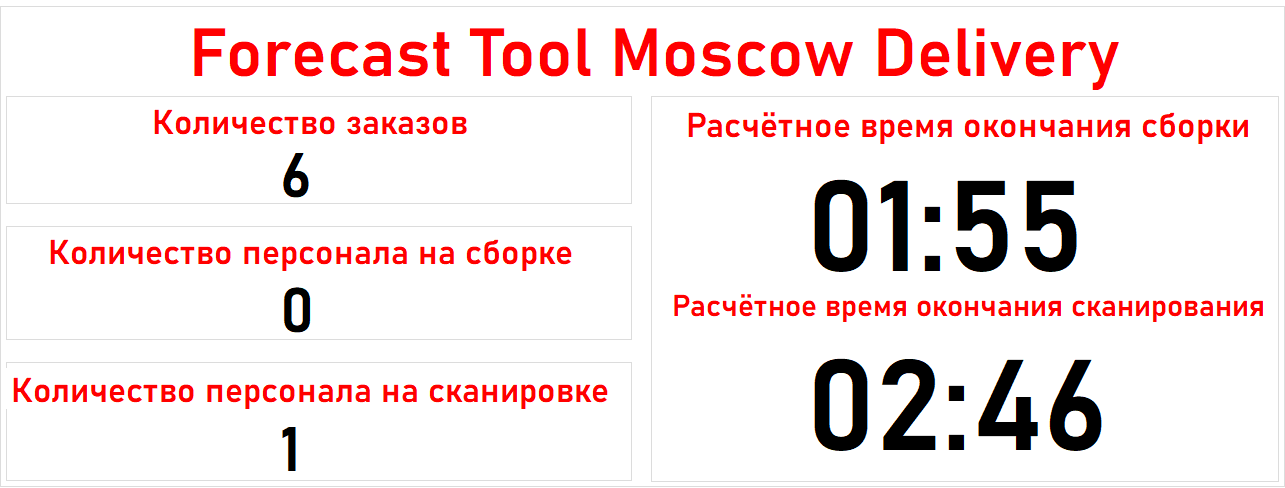 Forecast Tool Moscow Delivery
Количество заказов
6
Количество персонала на сборке
0
Количество персонала на сканировке
1
Расчётное время окончания сборки
01:55
Расчётное время окончания сканирования
02:46